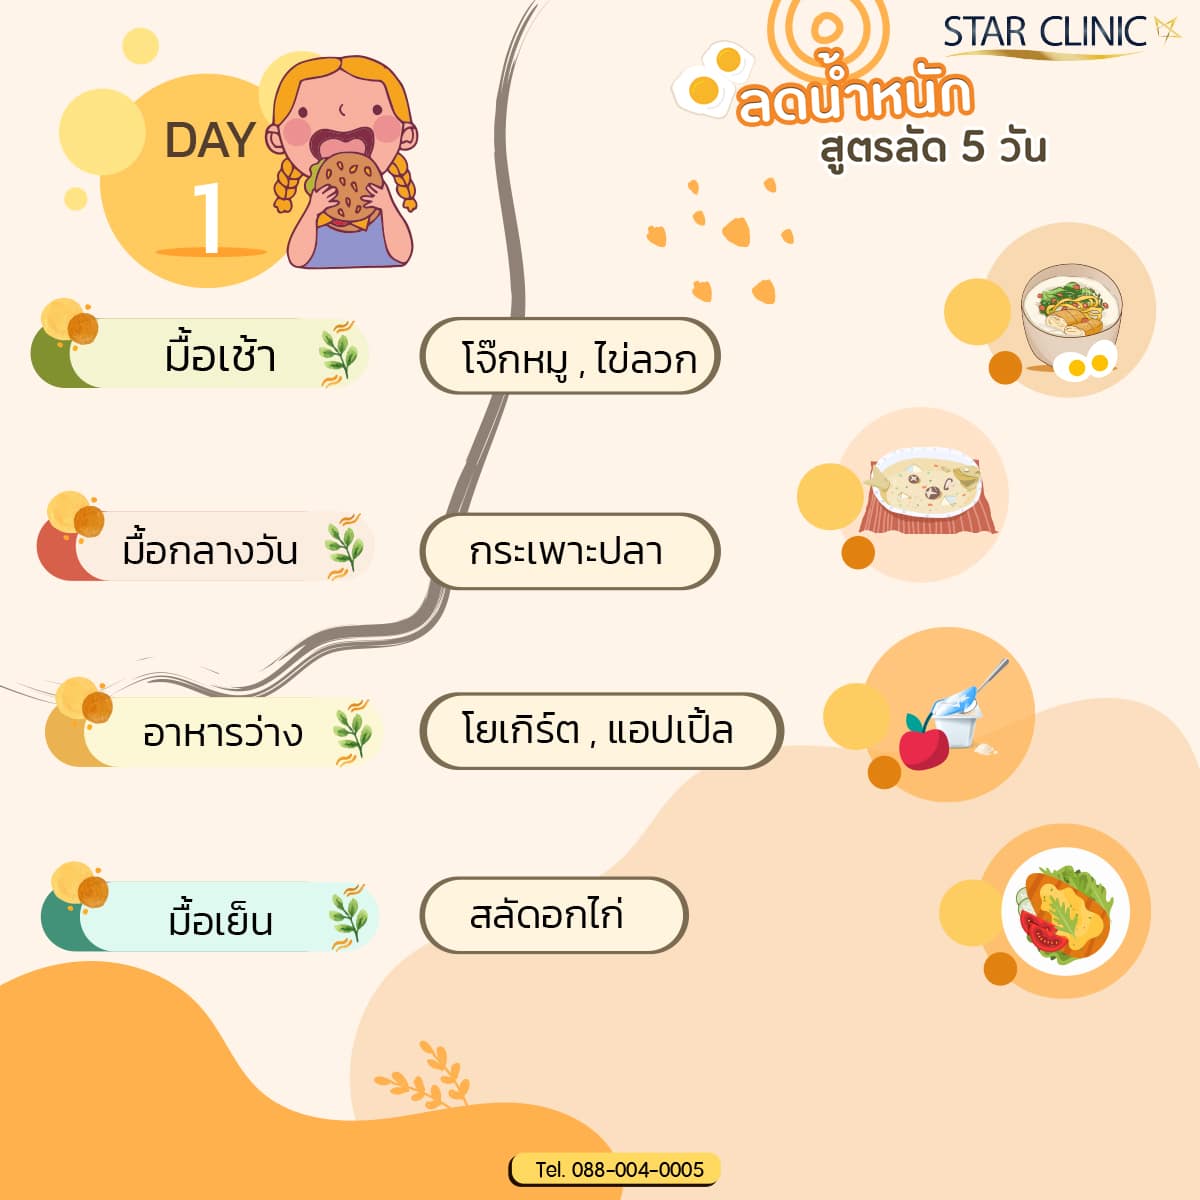 STAR CLINIC
ลดน้ำหนัก
สูตรลัด 5 วัน
DAY
1
มื้อเช้า
โจ๊กหมู , ไข่ลวก
มื้อกลางวัน
กระเพาะปลา
อาหารว่าง
โยเกิร์ต , แอปเปิ้ล
มื้อเย็น
สลัดอกไก่
Tel. 088-004-0005